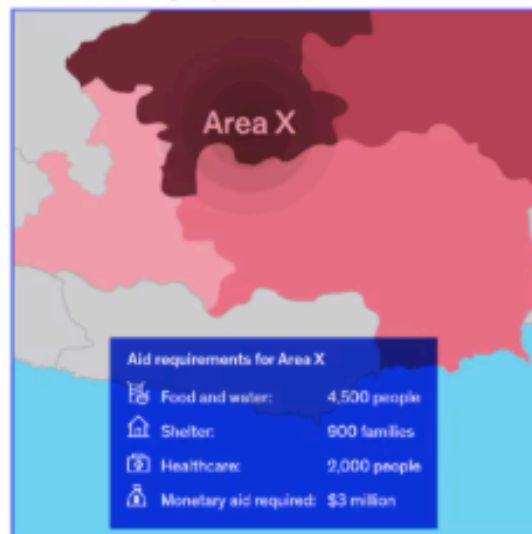 Area X
Aid requirements for Area X
Food and water: 4,500 people
Shelter: 900 families
Healthcare: 2,000 people
Monetary aid required: $3 million